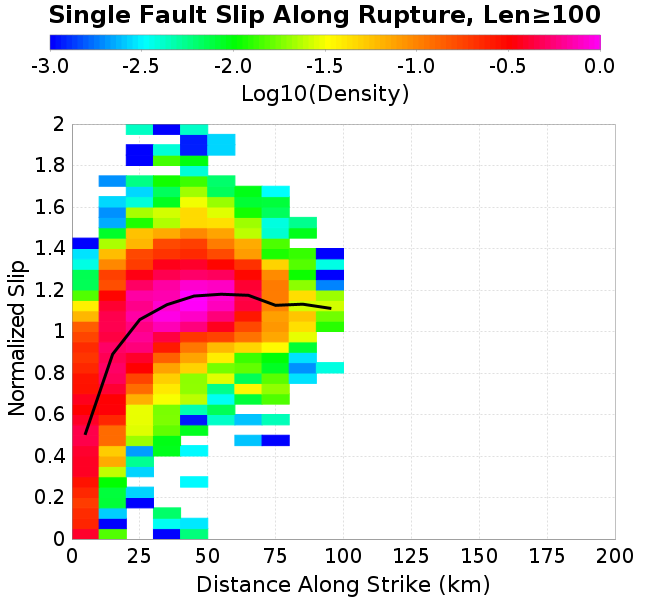 Single Fault Slip Along Rupture, Len≥100
-3.0 -2.5 -2.0 -1.5 -1.0 -0.5 0.0
Log10(Density)
2
1.8
1.6
1.4
1.2
1
0.8
0.6
0.4
0.2
0
Normalized Slip
0 25 50 75 100 125 150 175 200
Distance Along Strike (km)